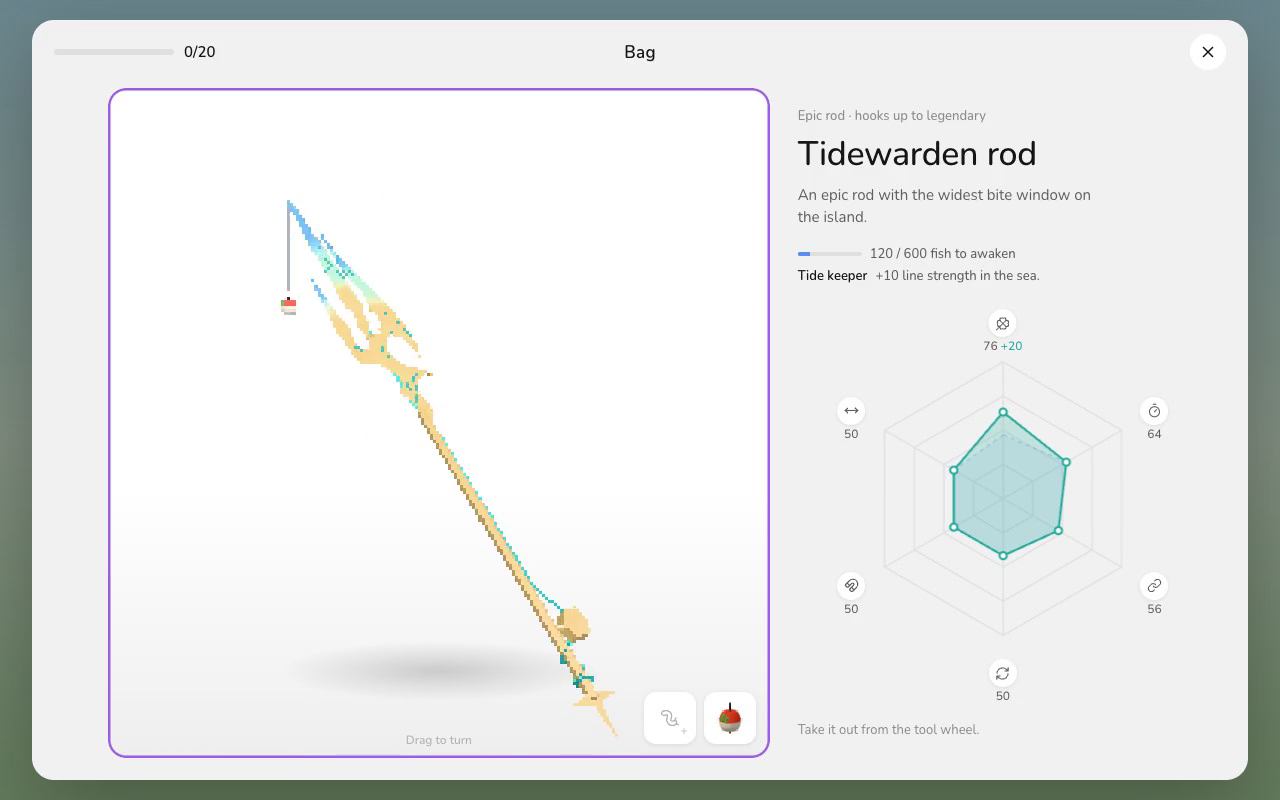 0/20
Bag
Epic rod · hooks up to legendary
Tidewarden rod
An epic rod with the widest bite window on
the island.
120 / 600 fish to awaken
Tide keeper +10 line strength in the sea.
76 +20
50
64
50
56
50
Drag to turn
Take it out from the tool wheel.